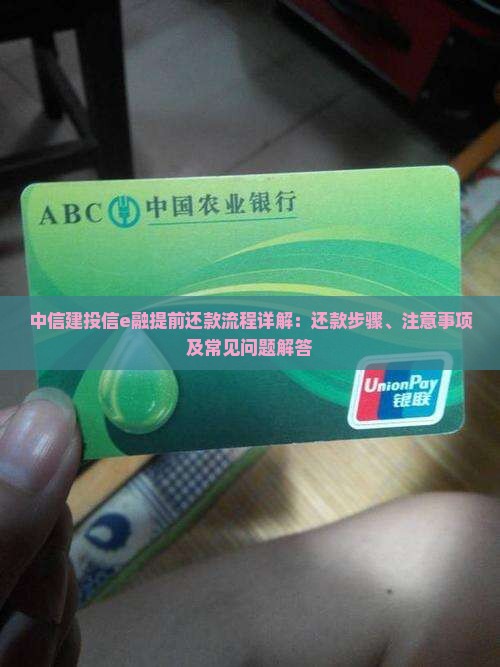 ABC 中国农业银行
中信建投信e融提前还款流程详解：还款步骤、注意事项
及常见问题解答
UnionPay
银联